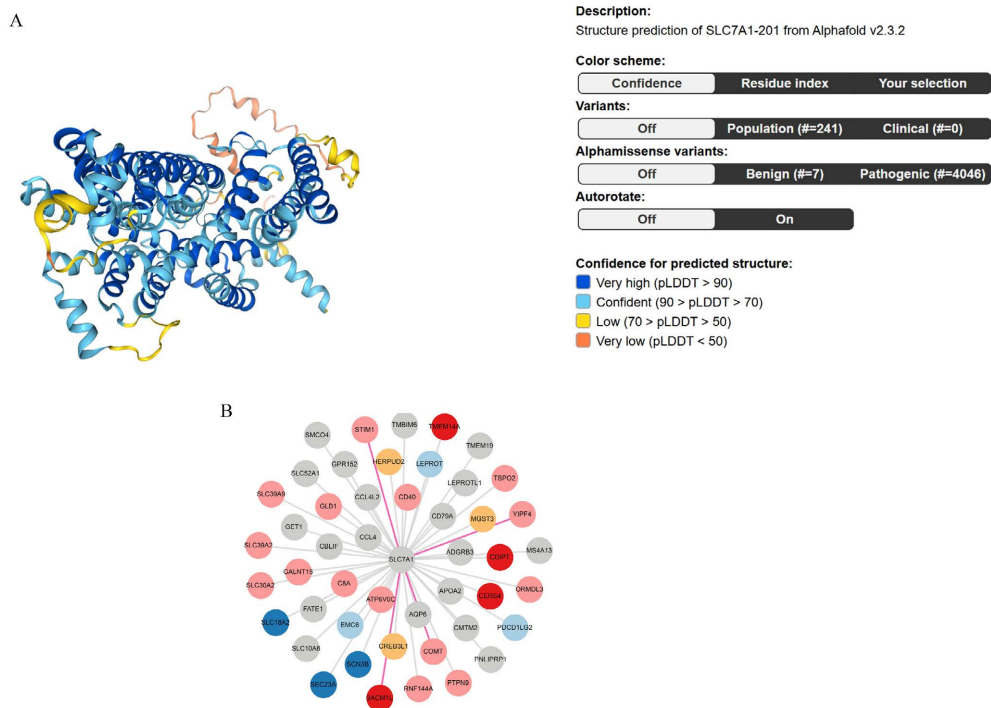 A
Description:
Structure prediction of SLC7A1-201 from Alphafold v2.3.2
Color scheme:
Confidence Residue index Your selection
Variants:
Off Population (#=241) Clinical (#=0)
Alphamissense variants:
Off Benign (#=7) Pathogenic (#=4046)
Autorotate:
Off On
Confidence for predicted structure:
Very high (pLDDT > 90)
Confident (90 > pLDDT > 70)
Low (70 > pLDDT > 50)
Very low (pLDDT < 50)
B
SMCO4
STIM1
TMBIM6
TMEM14A
TMEM19
GPR152
HERPUD2
LEPROT
SLC52A1
CCL4L2
CD40
LEPROTL1
TSPO2
SLC39A9
GLB1
CD79A
MGST3
YIPF4
GET1
CCL4
SLC39A2
CBLIF
SLC7A1
ADGRB3
CDIPT
MS4A13
GALNT15
SLC30A2
C8A
ATP6V0C
APOA2
CERS4
ORMDL3
FATE1
AQP6
SLC18A2
EMC6
CMTM2
PDCD1LG2
SLC10A6
CREB3L1
COMT
PNLIPRP1
SCN3B
SEC23A
SACM1L
RNF144A
PTPN9